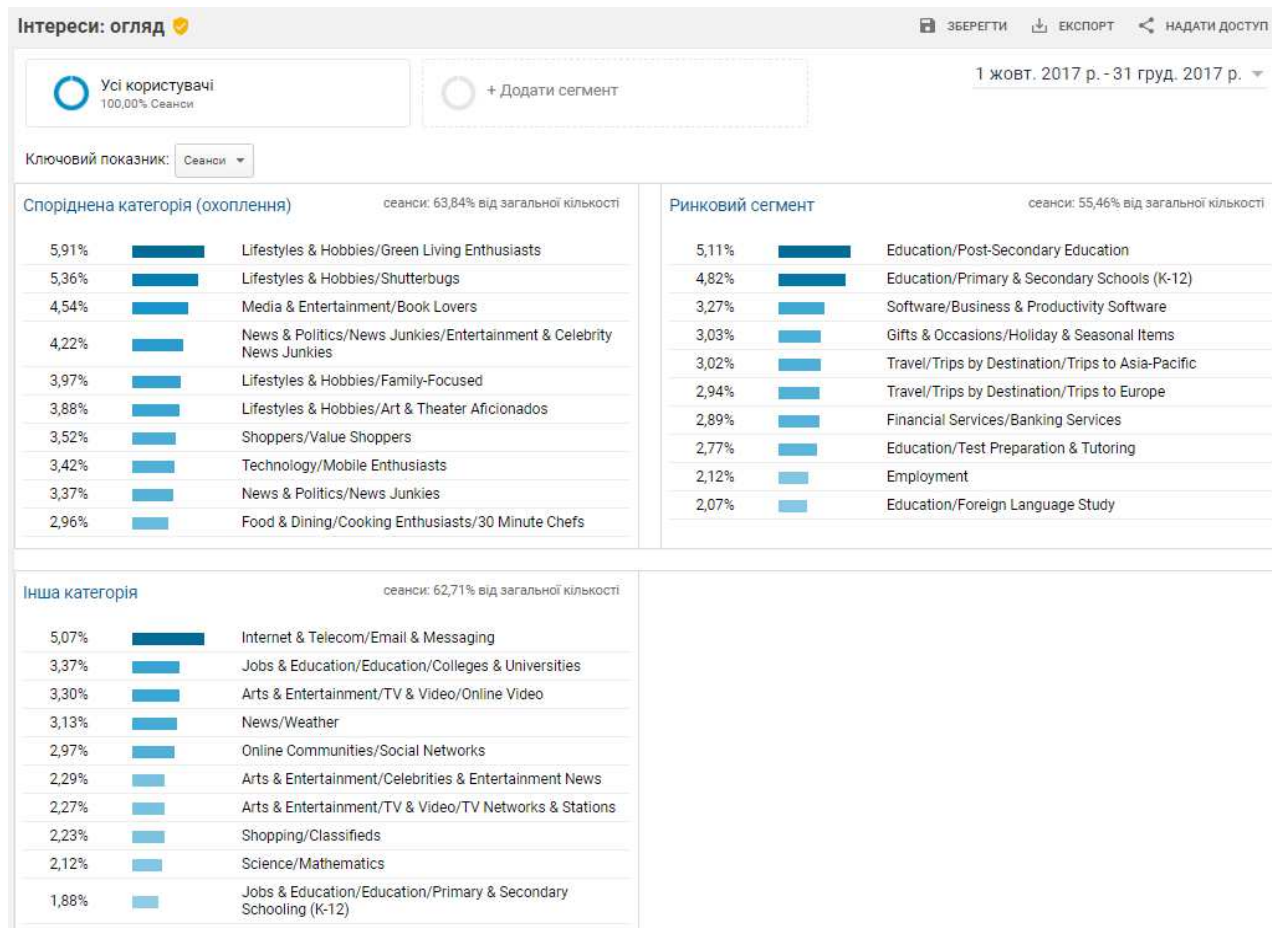 Інтереси: огляд
ЗБЕРЕГТИ ЕКСПОРТ НАДАТИ ДОСТУП
Усі користувачі
100,00% Сеанси
+ Додати сегмент
1 жовт. 2017 р. - 31 груд. 2017 р.
Ключовий показник: Сеанси
Споріднена категорія (охоплення) сеанси: 63,84% від загальної кількості
5,91% Lifestyles & Hobbies/Green Living Enthusiasts
5,36% Lifestyles & Hobbies/Shutterbugs
4,54% Media & Entertainment/Book Lovers
4,22% News & Politics/News Junkies/Entertainment & Celebrity
News Junkies
3,97% Lifestyles & Hobbies/Family-Focused
3,88% Lifestyles & Hobbies/Art & Theater Aficionados
3,52% Shoppers/Value Shoppers
3,42% Technology/Mobile Enthusiasts
3,37% News & Politics/News Junkies
2,96% Food & Dining/Cooking Enthusiasts/30 Minute Chefs
Ринковий сегмент сеанси: 55,46% від загальної кількості
5,11% Education/Post-Secondary Education
4,82% Education/Primary & Secondary Schools (K-12)
3,27% Software/Business & Productivity Software
3,03% Gifts & Occasions/Holiday & Seasonal Items
3,02% Travel/Trips by Destination/Trips to Asia-Pacific
2,94% Travel/Trips by Destination/Trips to Europe
2,89% Financial Services/Banking Services
2,77% Education/Test Preparation & Tutoring
2,12% Employment
2,07% Education/Foreign Language Study
Інша категорія сеанси: 62,71% від загальної кількості
5,07% Internet & Telecom/Email & Messaging
3,37% Jobs & Education/Education/Colleges & Universities
3,30% Arts & Entertainment/TV & Video/Online Video
3,13% News/Weather
2,97% Online Communities/Social Networks
2,29% Arts & Entertainment/Celebrities & Entertainment News
2,27% Arts & Entertainment/TV & Video/TV Networks & Stations
2,23% Shopping/Classifieds
2,12% Science/Mathematics
1,88% Jobs & Education/Education/Primary & Secondary
Schooling (K-12)